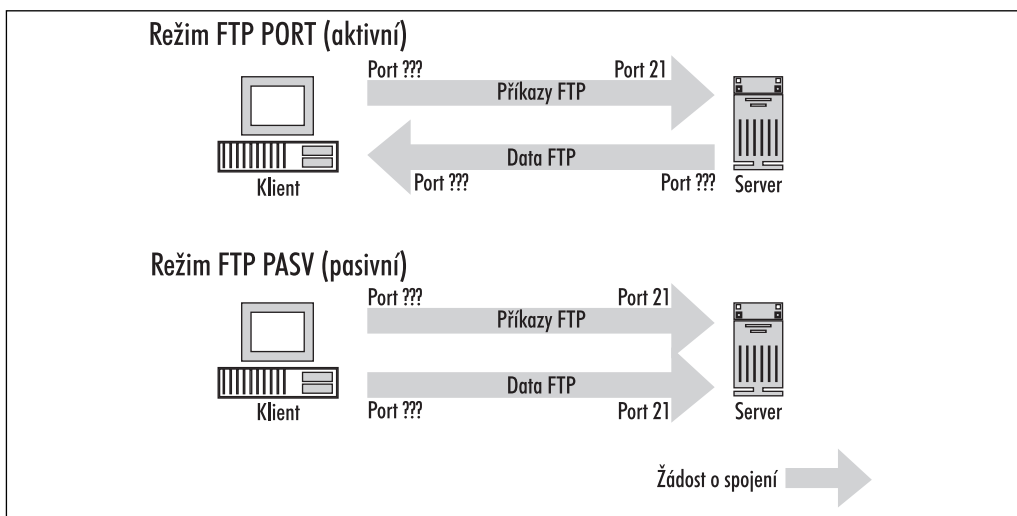 Režim FTP PORT (aktivní)
Port ??? Port 21
Příkazy FTP
Data FTP
Port ??? Port ???
Klient Server
Režim FTP PASV (pasivní)
Port ??? Port 21
Příkazy FTP
Data FTP
Port ??? Port 21
Klient Server
Žádost o spojení